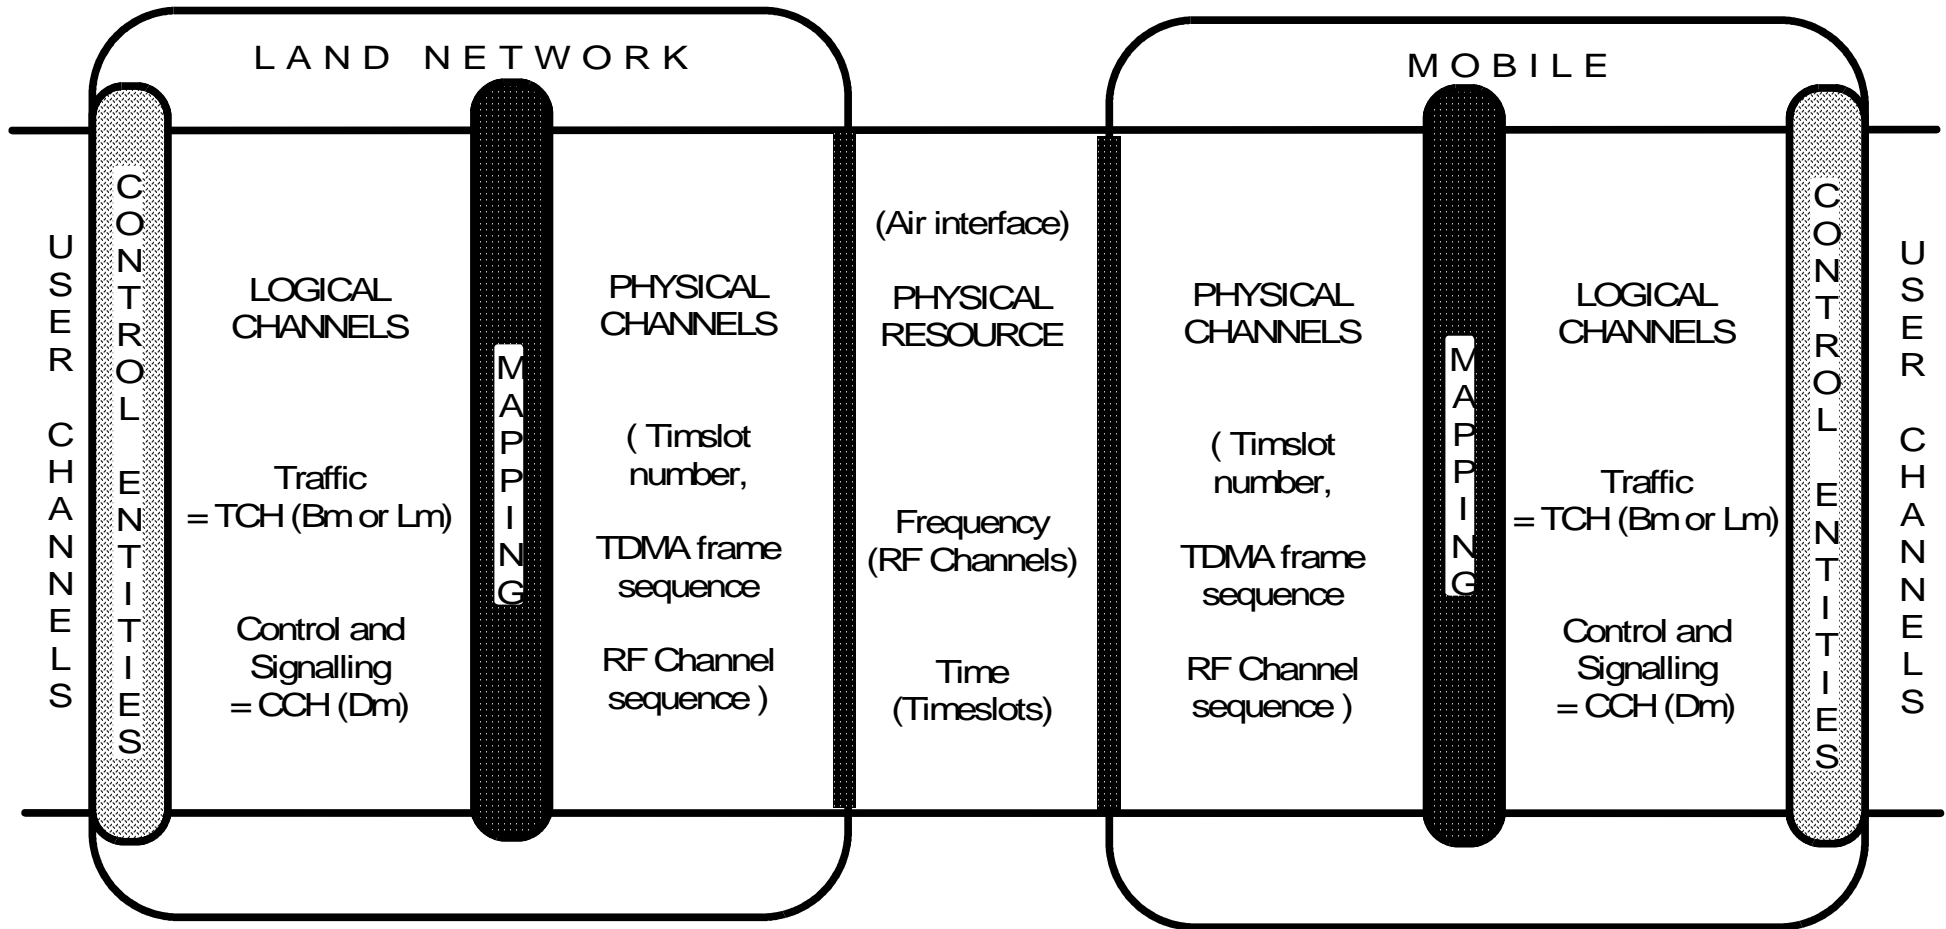 LAND NETWORK
MOBILE
USER CHANNELS
CONTROL ENTITIES
LOGICAL
CHANNELS
Traffic
= TCH (Bm or Lm)
Control and
Signalling
= CCH (Dm)
MAPPING
PHYSICAL
CHANNELS
( Timslot
number,
TDMA frame
sequence
RF Channel
sequence )
(Air interface)
PHYSICAL
RESOURCE
Frequency
(RF Channels)
Time
(Timeslots)
PHYSICAL
CHANNELS
( Timslot
number,
TDMA frame
sequence
RF Channel
sequence )
MAPPING
LOGICAL
CHANNELS
Traffic
= TCH (Bm or Lm)
Control and
Signalling
= CCH (Dm)
CONTROL ENTITIES
USER CHANNELS